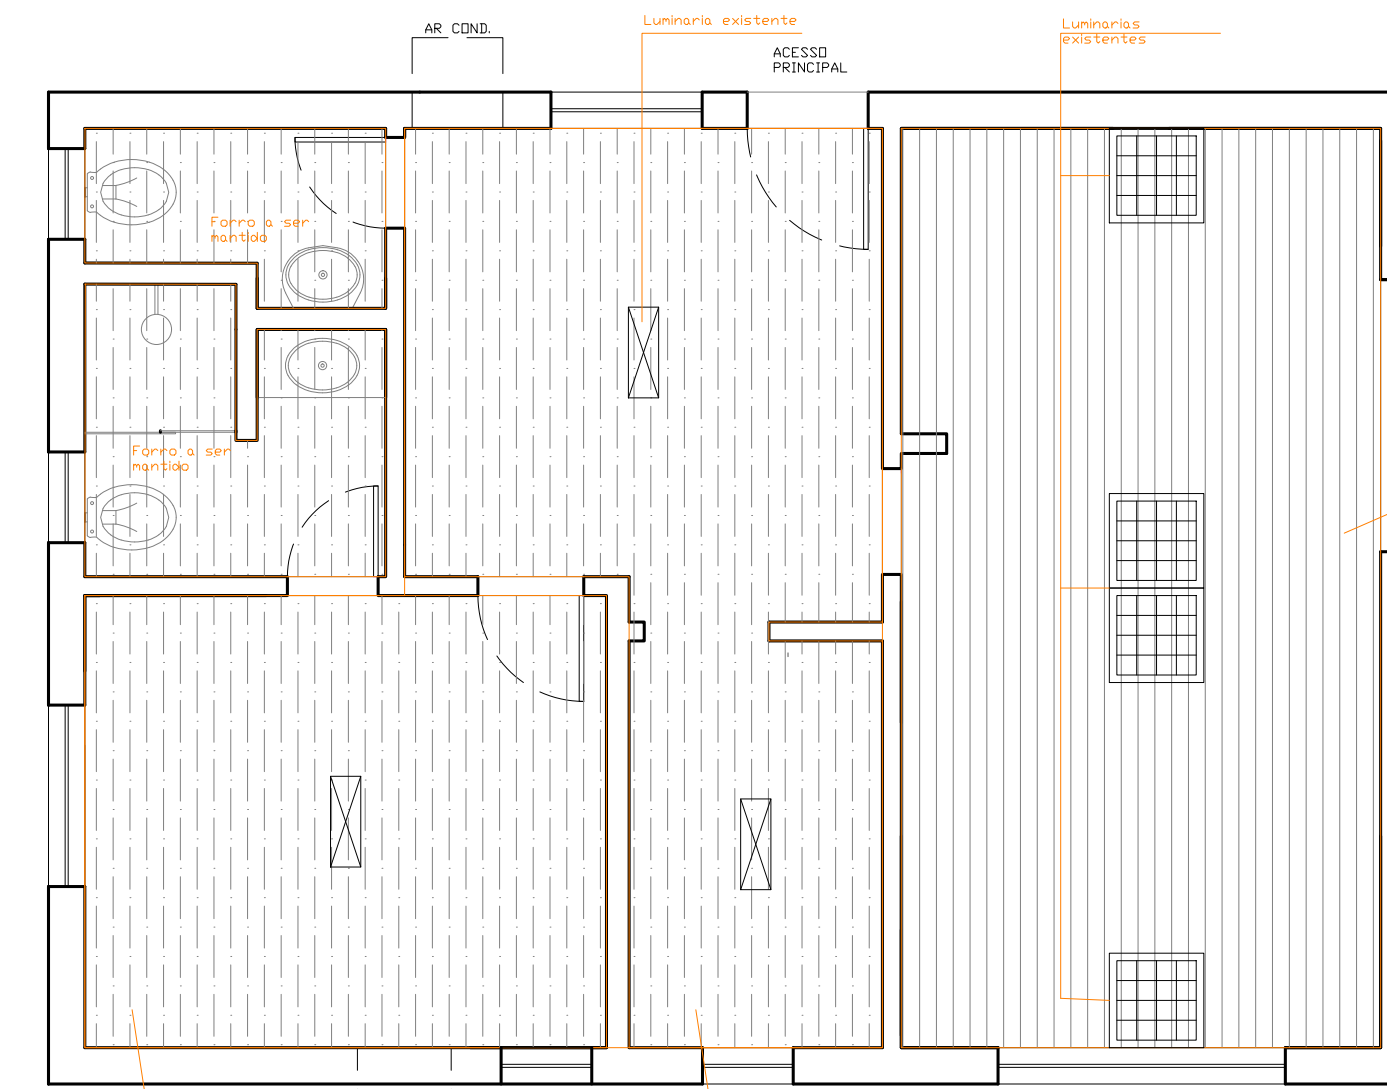 Luminaria existente
Luminarias
existentes
AR COND.
ACESSO
PRINCIPAL
Forro a ser
mantido
Forro a ser
mantido